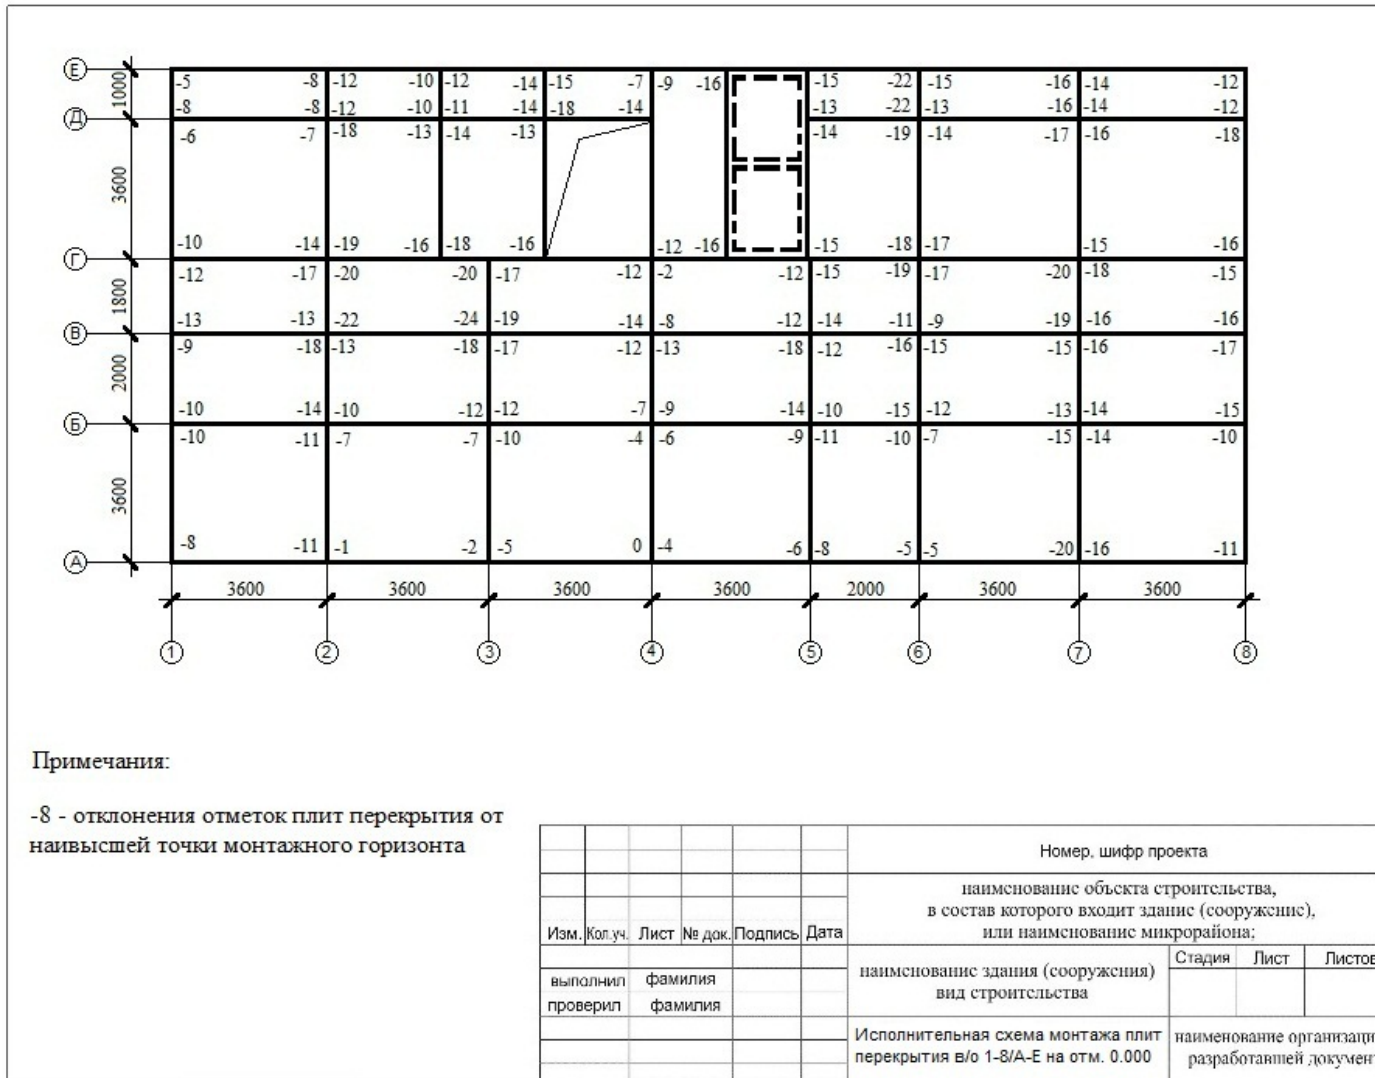 Е -5 -8 -12 -10 -12 -14 -15 -7 -9 -16 -15 -22 -15 -16 -14 -12
1000
Д -8 -8 -12 -10 -11 -14 -18 -14 -13 -22 -13 -16 -14 -12
-6 -7 -18 -13 -14 -13 -14 -19 -14 -17 -16 -18
3600
-10 -14 -19 -16 -18 -16 -12 -16 -15 -18 -17 -15 -16
Г
-12 -17 -20 -20 -17 -12 -2 -12 -15 -19 -17 -20 -18 -15
1800
-13 -13 -22 -24 -19 -14 -8 -12 -14 -11 -9 -19 -16 -16
В
-9 -18 -13 -18 -17 -12 -13 -18 -12 -16 -15 -15 -16 -17
2000
-10 -14 -10 -12 -12 -7 -9 -14 -10 -15 -12 -13 -14 -15
Б
-10 -11 -7 -7 -10 -4 -6 -9 -11 -10 -7 -15 -14 -10
3600
-8 -11 -1 -2 -5 0 -4 -6 -8 -5 -5 -20 -16 -11
А
3600 3600 3600 3600 2000 3600 3600
1 2 3 4 5 6 7 8
Примечания:
-8 - отклонения отметок плит перекрытия от
наивысшей точки монтажного горизонта
Номер, шифр проекта
наименование объекта строительства,
в состав которого входит здание (сооружение),
или наименование микрорайона;
Изм. Кол.уч. Лист № док. Подпись Дата
выполнил фамилия
проверил фамилия
наименование здания (сооружения)
вид строительства
Стадия Лист Листов
Исполнительная схема монтажа плит
перекрытия в/о 1-8/А-Е на отм. 0.000
наименование организаци
разработавшей докумен